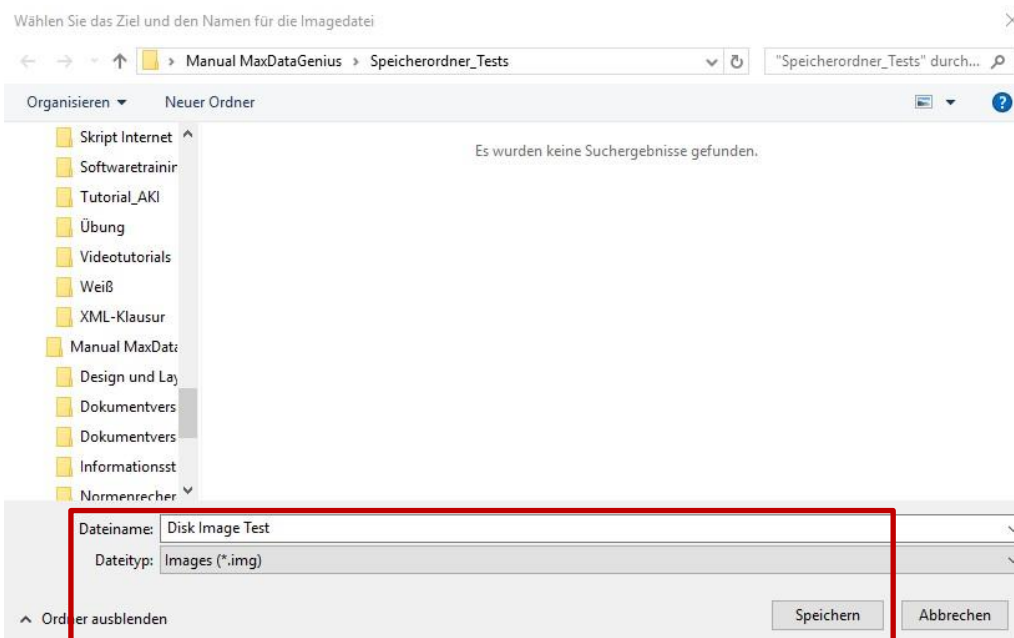 Wählen Sie das Ziel und den Namen für die Imagedatei
Manual MaxDataGenius > Speicherordner_Tests
"Speicherordner_Tests" durch...
Organisieren
Neuer Ordner
Skript Internet
Es wurden keine Suchergebnisse gefunden.
Softwaretrainin
Tutorial_AKI
Übung
Videotutorials
Weiß
XML-Klausur
Manual MaxData
Design und Lay
Dokumentvers
Dokumentvers
Informationsst
Normenrecher
Dateiname: Disk Image Test
Dateityp: Images (*.img)
Ordner ausblenden
Speichern
Abbrechen